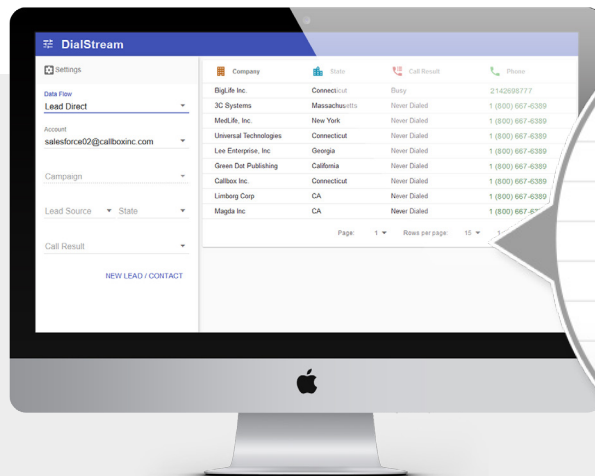 DialStream
Settings
Data Flow
Lead Direct
Account
salesforce02@callboxinc.com
Campaign
Lead Source State
Call Result
NEW LEAD / CONTACT
Company State Call Result Phone
BigLife Inc. Connecticut Busy 2142698777
3C Systems Massachusetts Never Dialed 1 (800) 667-6389
MedLife, Inc. New York Never Dialed 1 (800) 667-6389
Universal Technologies Connecticut Never Dialed 1 (800) 667-6389
Lee Enterprise, Inc Georgia Never Dialed 1 (800) 667-6389
Green Dot Publishing California Never Dialed 1 (800) 667-6389
Callbox Inc. Connecticut Never Dialed 1 (800) 667-6389
Limborg Corp CA Never Dialed 1 (800) 667-6389
Magda Inc CA Never Dialed 1 (800)
Page: 1 Rows per page: 15